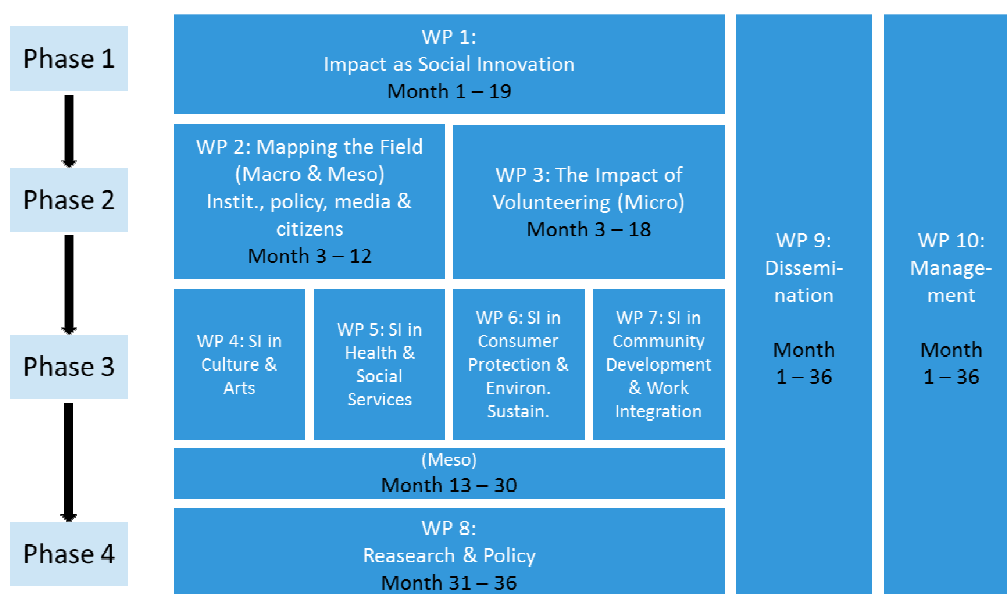 Phase 1
WP 1:
Impact as Social Innovation
Month 1 – 19
Phase 2
WP 2: Mapping the Field
(Macro & Meso)
Instit., policy, media &
citizens
Month 3 – 12
WP 3: The Impact of
Volunteering (Micro)
Month 3 – 18
Phase 3
WP 4: SI in
Culture &
Arts
WP 5: SI in
Health &
Social
Services
WP 6: SI in
Consumer
Protection &
Environ.
Sustain.
WP 7: SI in
Community
Development
& Work
Integration
(Meso)
Month 13 – 30
Phase 4
WP 8:
Reasearch & Policy
Month 31 – 36
WP 9:
Dissemi-
nation
Month
1 – 36
WP 10:
Manage-
ment
Month
1 – 36